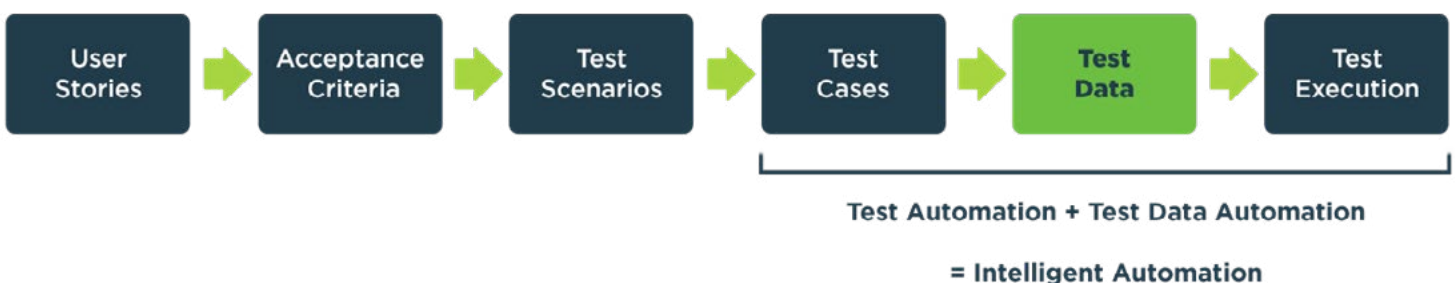 User
Stories
Acceptance
Criteria
Test
Scenarios
Test
Cases
Test
Data
Test
Execution
Test Automation + Test Data Automation
= Intelligent Automation